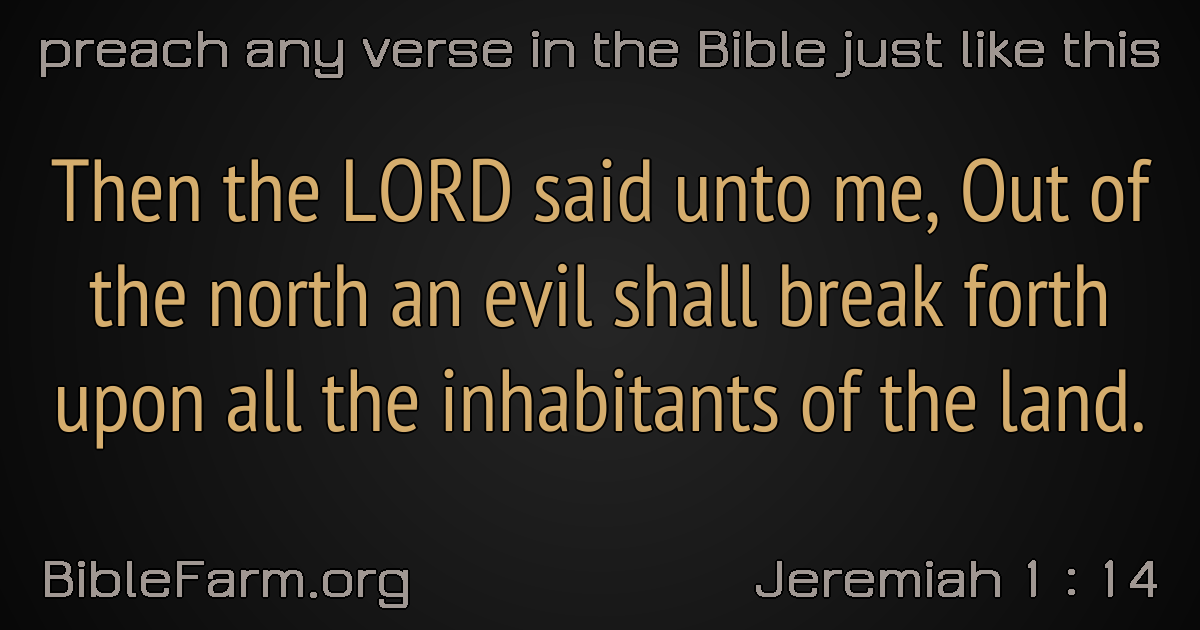 preach any verse in the Bible just like this
Then the LORD said unto me, Out of
the north an evil shall break forth
upon all the inhabitants of the land.
BibleFarm.org
Jeremiah 1 : 14